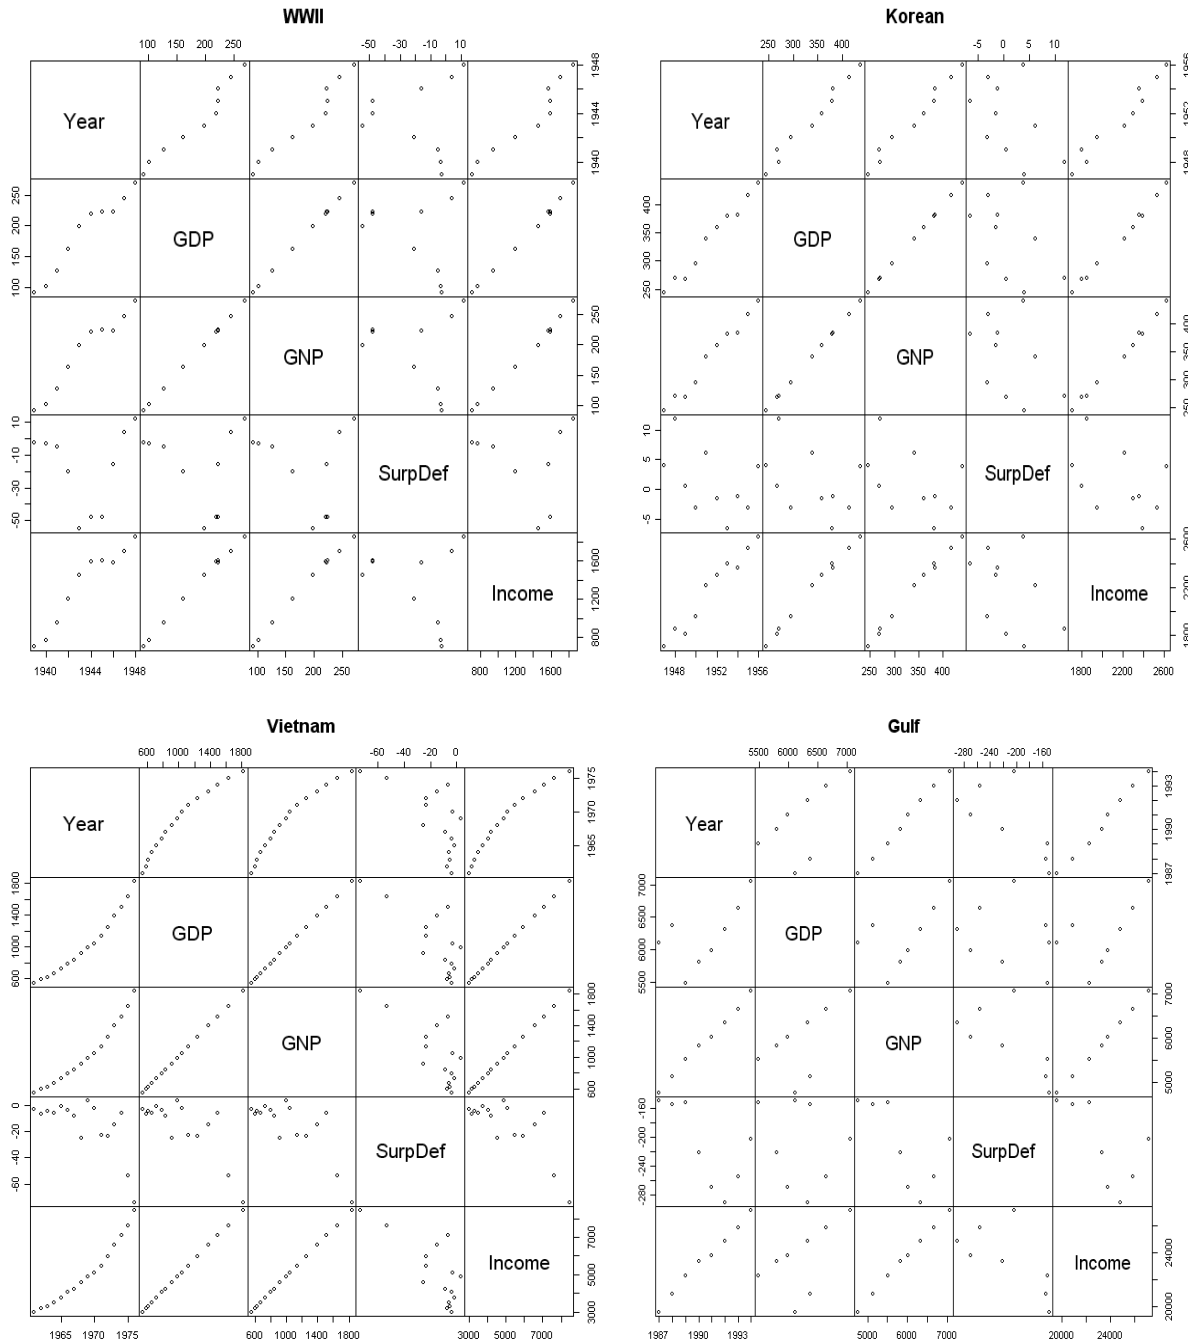 WWII
100 150 200 250
-50 -30 -10 10
Year
1940 1944 1948
GDP
100 150 200 250
GNP
100 150 200 250
SurpDef
-50 -30 -10 10
Income
800 1200 1600
1940 1944 1948
100 150 200 250
800 1200 1600
Korean
250 300 350 400
-5 0 5 10
Year
1948 1952 1956
GDP
250 300 350 400
GNP
250 300 350 400
SurpDef
-5 0 5 10
Income
1800 2200 2600
1948 1952 1956
250 300 350 400
1800 2200 2600
Vietnam
600 1000 1400 1800
-60 -40 -20 0
Year
1965 1970 1975
GDP
600 1000 1400 1800
GNP
600 1000 1400 1800
SurpDef
-60 -40 -20 0
Income
3000 5000 7000
1965 1970 1975
600 1000 1400 1800
3000 5000 7000
Gulf
5500 6000 6500 7000
-280 -240 -200 -160
Year
1987 1990 1993
GDP
5500 6000 6500 7000
GNP
5000 6000 7000
SurpDef
-280 -240 -200 -160
Income
20000 24000
1987 1990 1993
5000 6000 7000
20000 24000